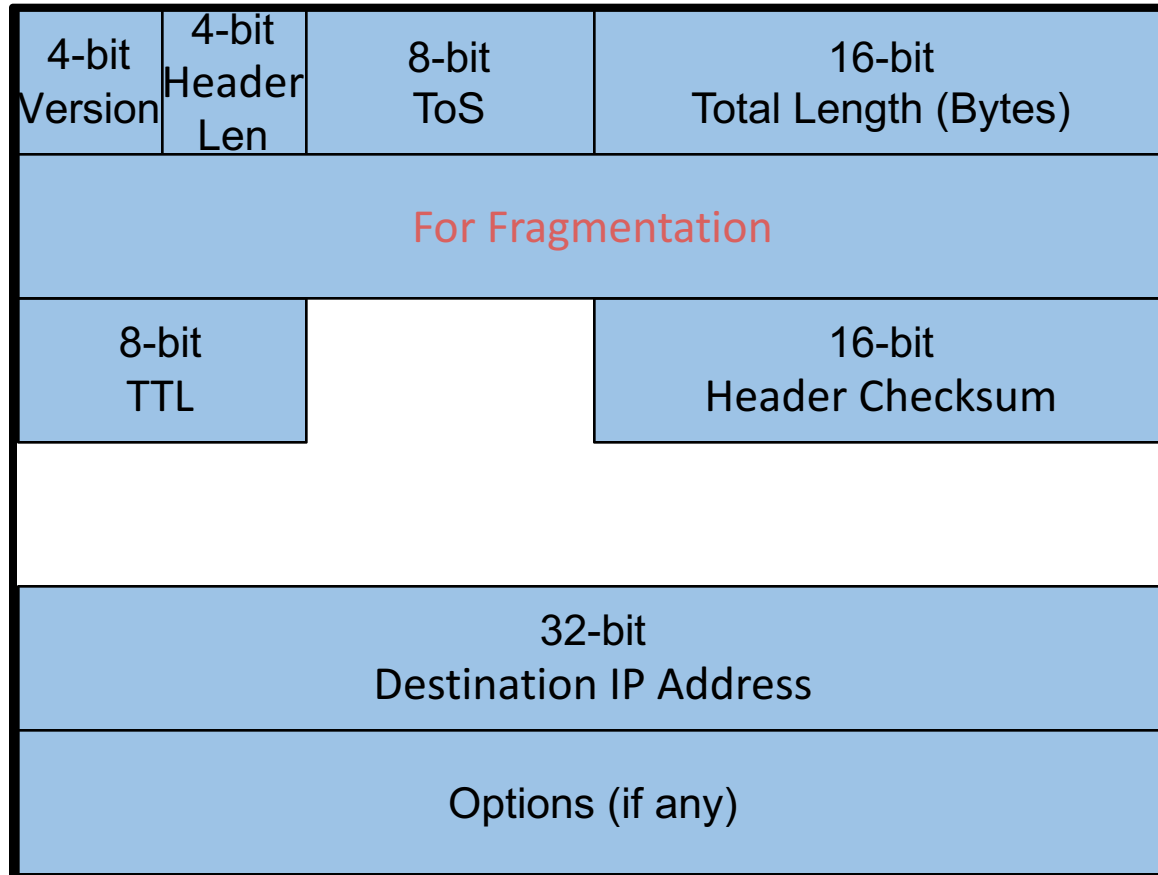 4-bit
Version
4-bit
Header
Len
8-bit
ToS
16-bit
Total Length (Bytes)
For Fragmentation
8-bit
TTL
16-bit
Header Checksum
32-bit
Destination IP Address
Options (if any)